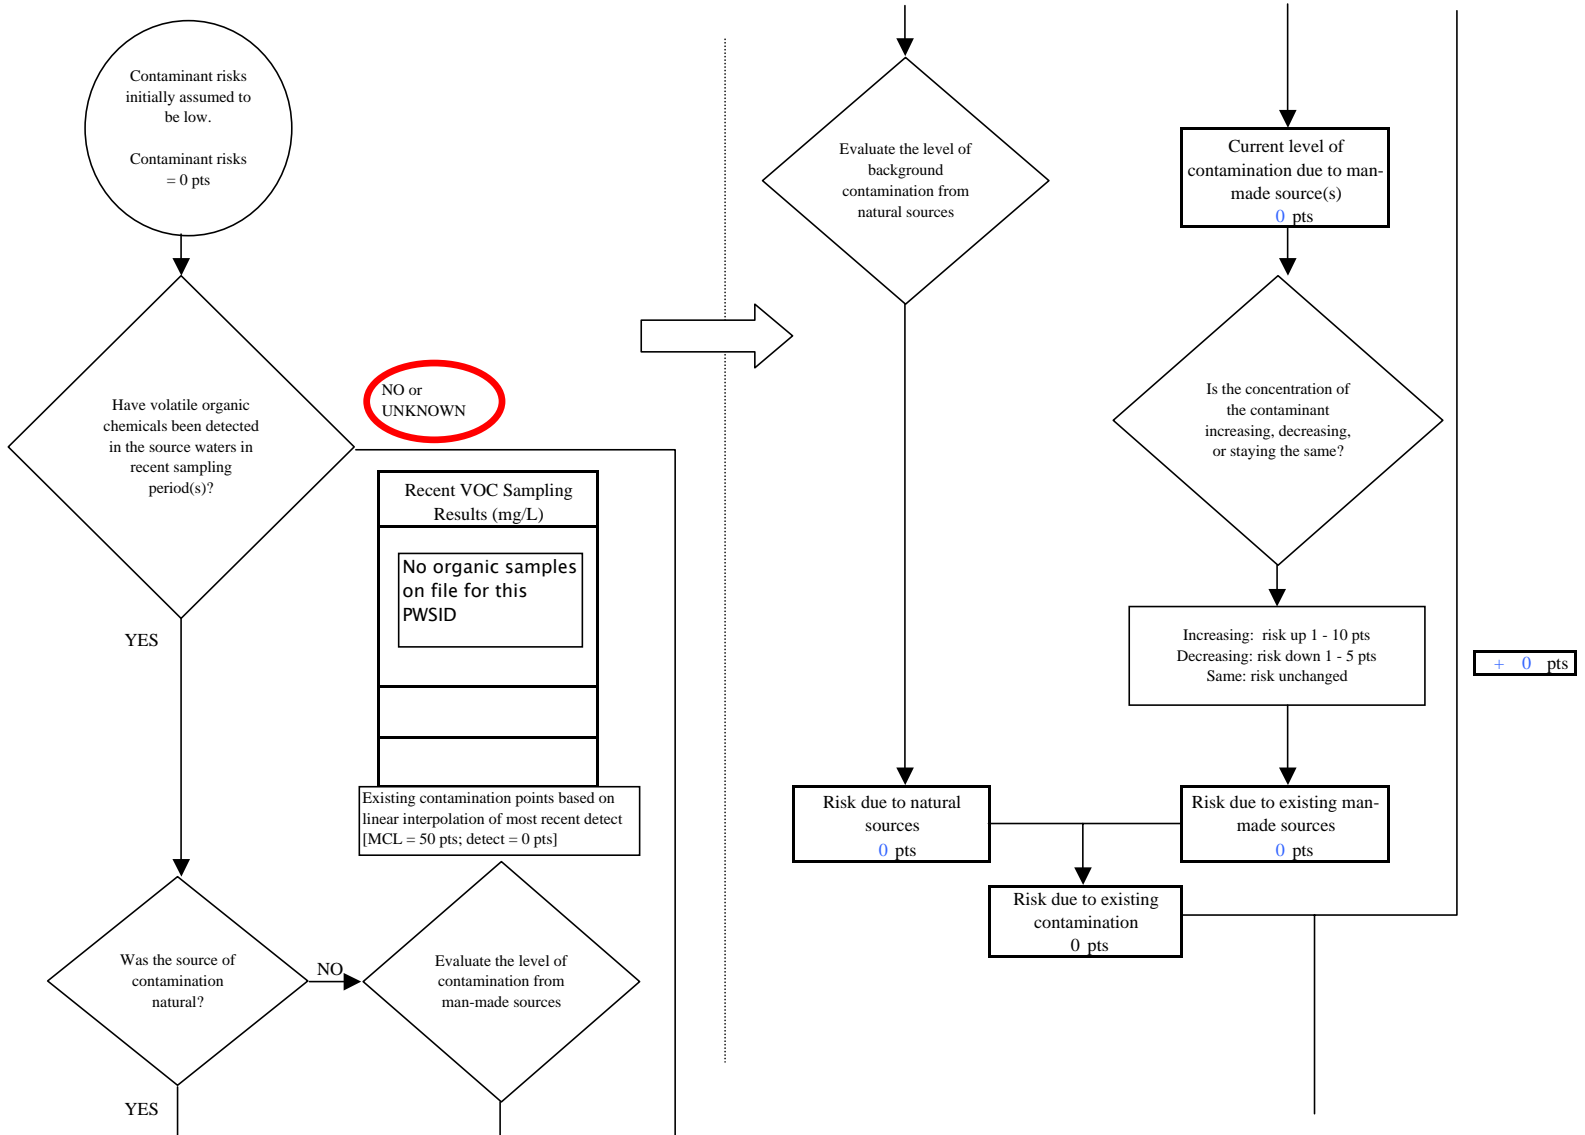 Contaminant risks
initially assumed to
be low.
Contaminant risks
= 0 pts
Have volatile organic
chemicals been detected
in the source waters in
recent sampling
period(s)?
NO or
UNKNOWN
Recent VOC Sampling
Results (mg/L)
No organic samples
on file for this
PWSID
YES
Existing contamination points based on
linear interpolation of most recent detect
[MCL = 50 pts; detect = 0 pts]
Was the source of
contamination
natural?
NO
Evaluate the level of
contamination from
man-made sources
YES
Evaluate the level of
background
contamination from
natural sources
Current level of
contamination due to man-
made source(s)
0 pts
Is the concentration of
the contaminant
increasing, decreasing,
or staying the same?
Increasing: risk up 1 - 10 pts
Decreasing: risk down 1 - 5 pts
Same: risk unchanged
+ 0 pts
Risk due to natural
sources
0 pts
Risk due to existing man-
made sources
0 pts
Risk due to existing
contamination
0 pts